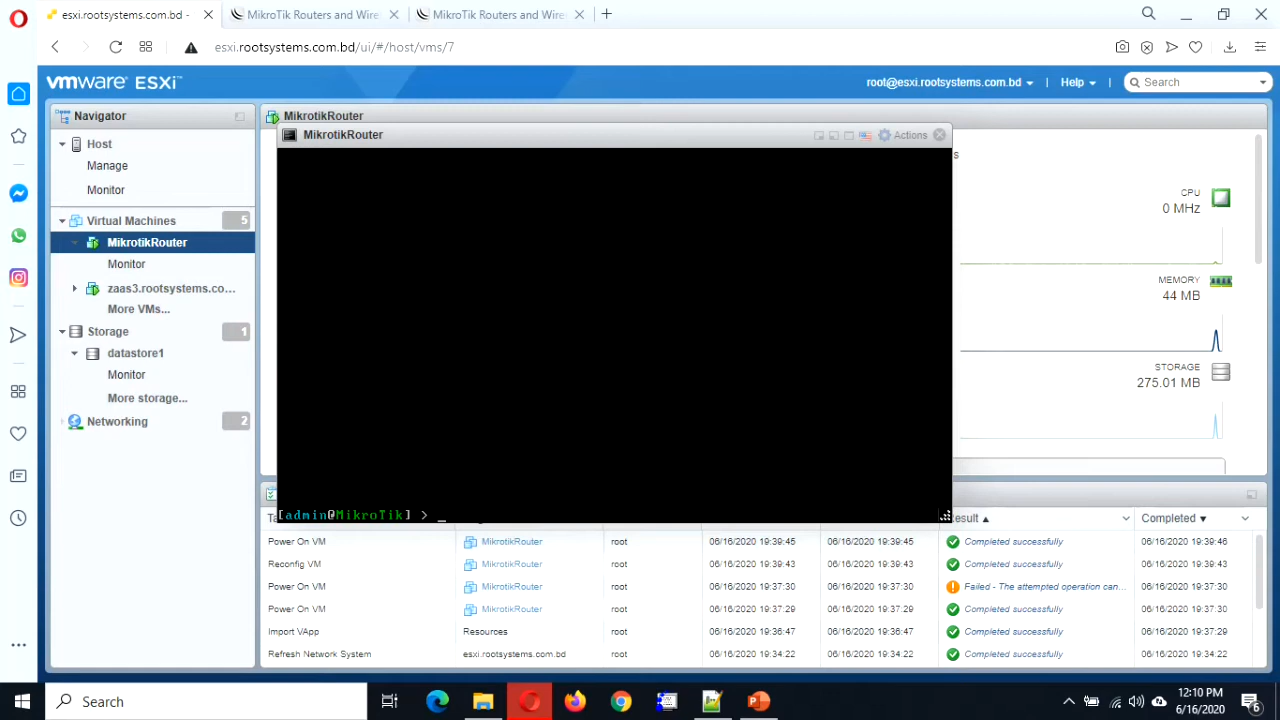 esxi.rootsystems.com.bd -
MikroTik Routers and Wire
MikroTik Routers and Wire
esxi.rootsystems.com.bd/ui/#/host/vms/7
vmware ESXi™
root@esxi.rootsystems.com.bd
Help
Search
Navigator
MikrotikRouter
MikrotikRouter
Actions
Host
Manage
Monitor
Virtual Machines
5
MikrotikRouter
Monitor
zaas3.rootsystems.co...
More VMs...
Storage
1
datastore1
Monitor
More storage...
Networking
2
s
CPU
0 MHz
MEMORY
44 MB
STORAGE
275.01 MB
[admin@MikroTik] > _
esult
Completed
Power On VM MikrotikRouter root 06/16/2020 19:39:45 06/16/2020 19:39:45 Completed successfully 06/16/2020 19:39:46
Reconfig VM MikrotikRouter root 06/16/2020 19:39:43 06/16/2020 19:39:43 Completed successfully 06/16/2020 19:39:43
Power On VM MikrotikRouter root 06/16/2020 19:37:30 06/16/2020 19:37:30 Failed - The attempted operation can... 06/16/2020 19:37:30
Power On VM MikrotikRouter root 06/16/2020 19:37:29 06/16/2020 19:37:29 Completed successfully 06/16/2020 19:37:30
Import VApp Resources root 06/16/2020 19:36:47 06/16/2020 19:36:47 Completed successfully 06/16/2020 19:37:29
Refresh Network System esxi.rootsystems.com.bd root 06/16/2020 19:34:22 06/16/2020 19:34:22 Completed successfully 06/16/2020 19:34:22
Search
12:10 PM
6/16/2020
6